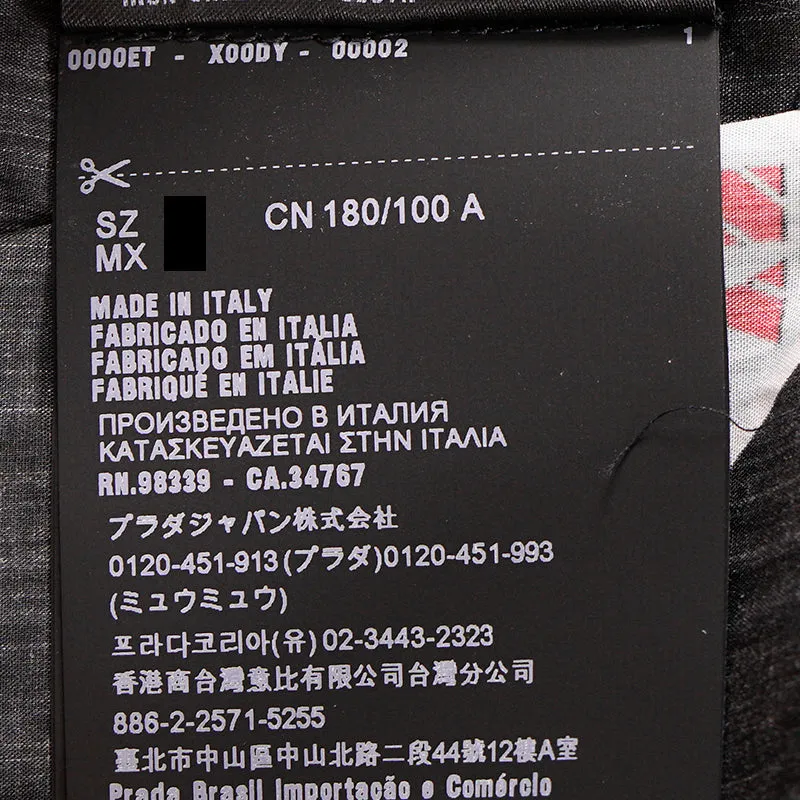 0000ET - X00DY - 00002
1
SZ
CN 180/100 A
MX
MADE IN ITALY
FABRICADO EN ITALIA
FABRICADO EM ITÁLIA
FABRIQUÉ EN ITALIE
ПРОИЗВЕДЕНО В ИТАЛИЯ
ΚΑΤΑΣΚΕΥΑΖΕΤΑΙ ΣΤΗΝ ΙΤΑΛΙΑ
RN.98339 - CA.34767
プラダジャパン株式会社
0120-451-913(プラダ)0120-451-993
(ミュウミュウ)
프라다코리아(유) 02-3443-2323
香港商台灣意比有限公司台灣分公司
886-2-2571-5255
臺北市中山區中山北路二段44號12樓A室
Prada Brasil Importação e Comércio